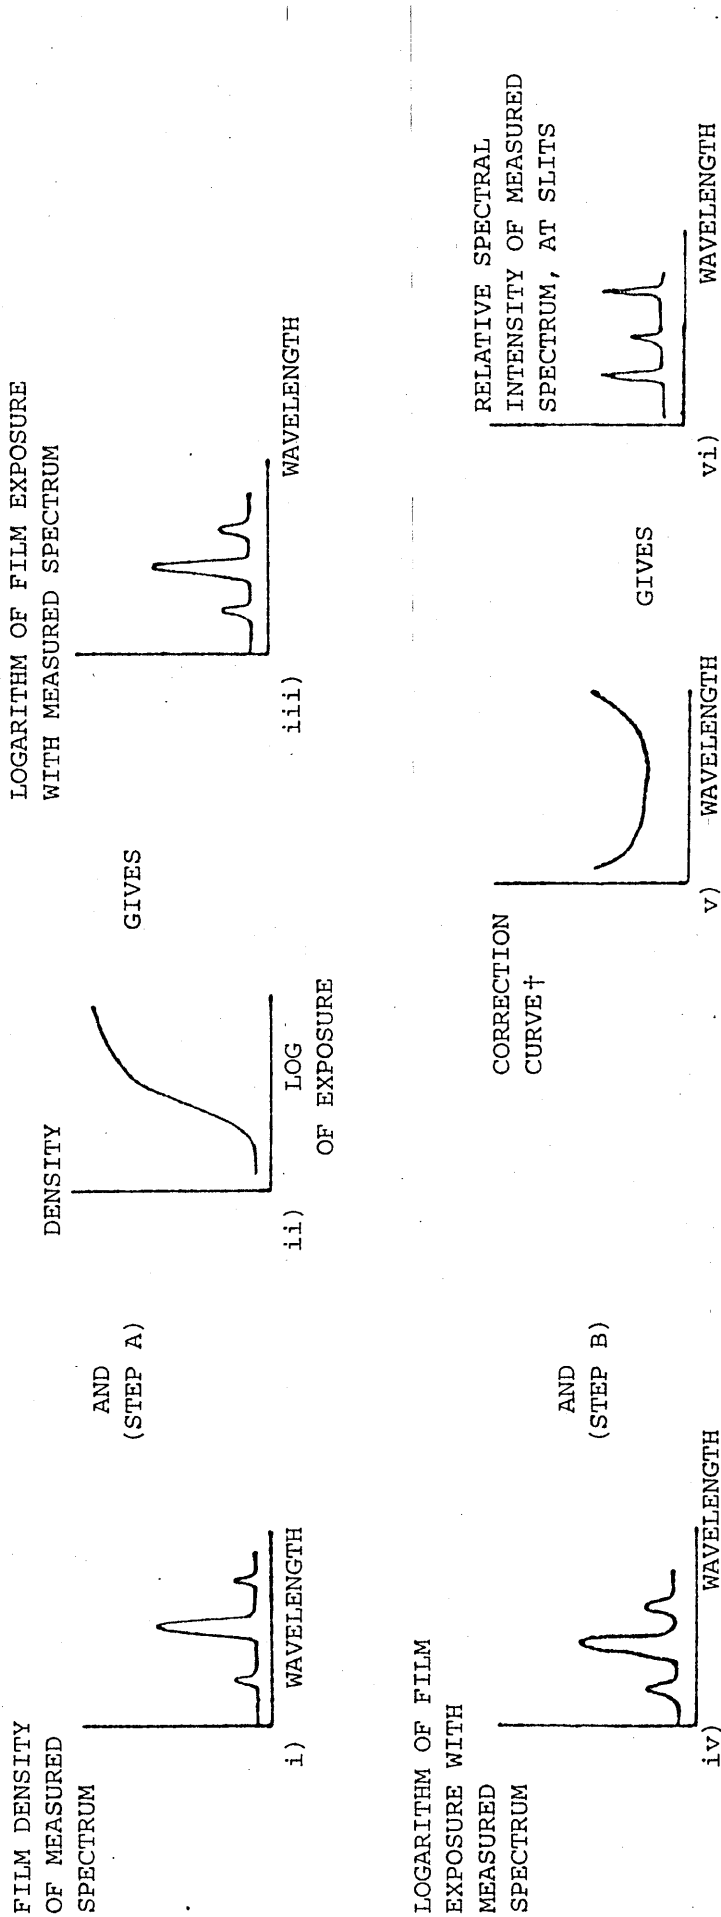 FILM DENSITY
OF MEASURED
SPECTRUM
i)
WAVELENGTH
AND
(STEP A)
DENSITY
ii)
LOG
OF EXPOSURE
GIVES
LOGARITHM OF FILM EXPOSURE
WITH MEASURED SPECTRUM
iii)
WAVELENGTH
LOGARITHM OF FILM
EXPOSURE WITH
MEASURED
SPECTRUM
iv)
WAVELENGTH
AND
(STEP B)
CORRECTION
CURVE†
v)
WAVELENGTH
GIVES
RELATIVE SPECTRAL
INTENSITY OF MEASURED
SPECTRUM, AT SLITS
vi)
WAVELENGTH